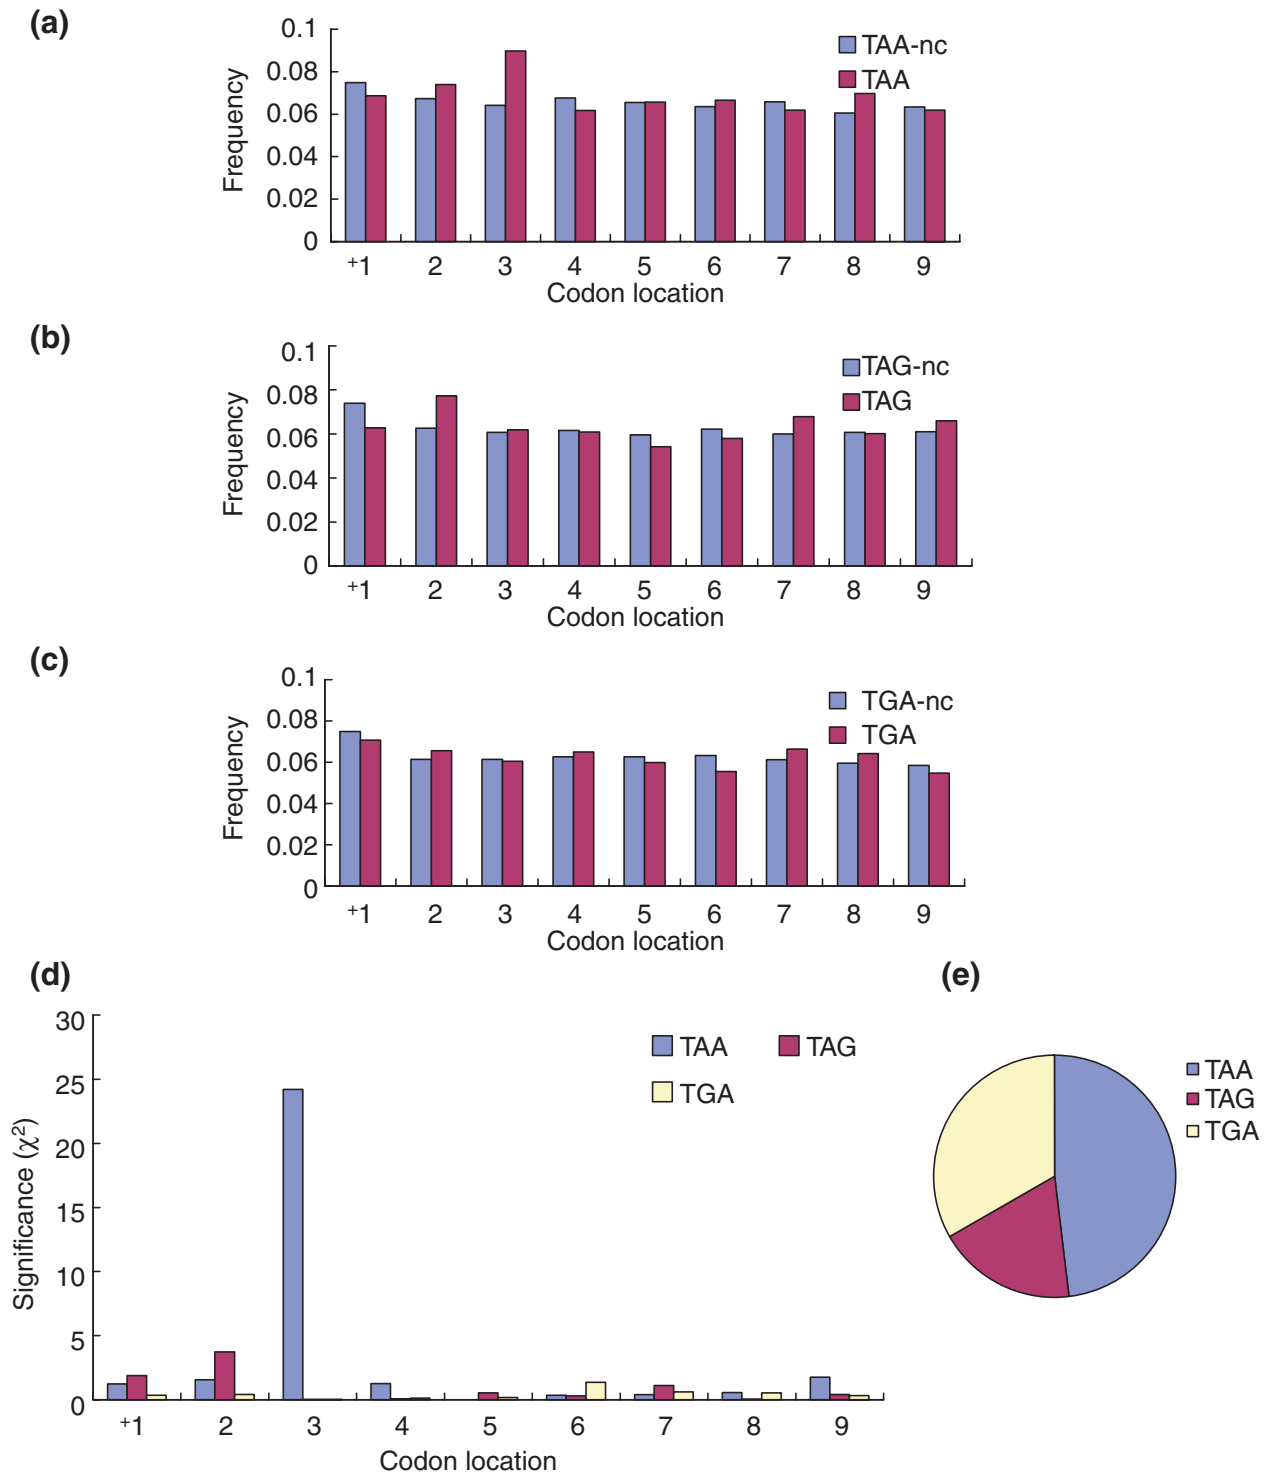 (a)
0.1
0.08
0.06
0.04
0.02
0
Frequency
TAA-nc
TAA
+1 2 3 4 5 6 7 8 9
Codon location
(b)
0.1
0.08
0.06
0.04
0.02
0
Frequency
TAG-nc
TAG
+1 2 3 4 5 6 7 8 9
Codon location
(c)
0.1
0.08
0.06
0.04
0.02
0
Frequency
TGA-nc
TGA
+1 2 3 4 5 6 7 8 9
Codon location
(d)
30
25
20
15
10
5
0
Significance (χ²)
TAA TAG
TGA
+1 2 3 4 5 6 7 8 9
Codon location
(e)
TAA
TAG
TGA